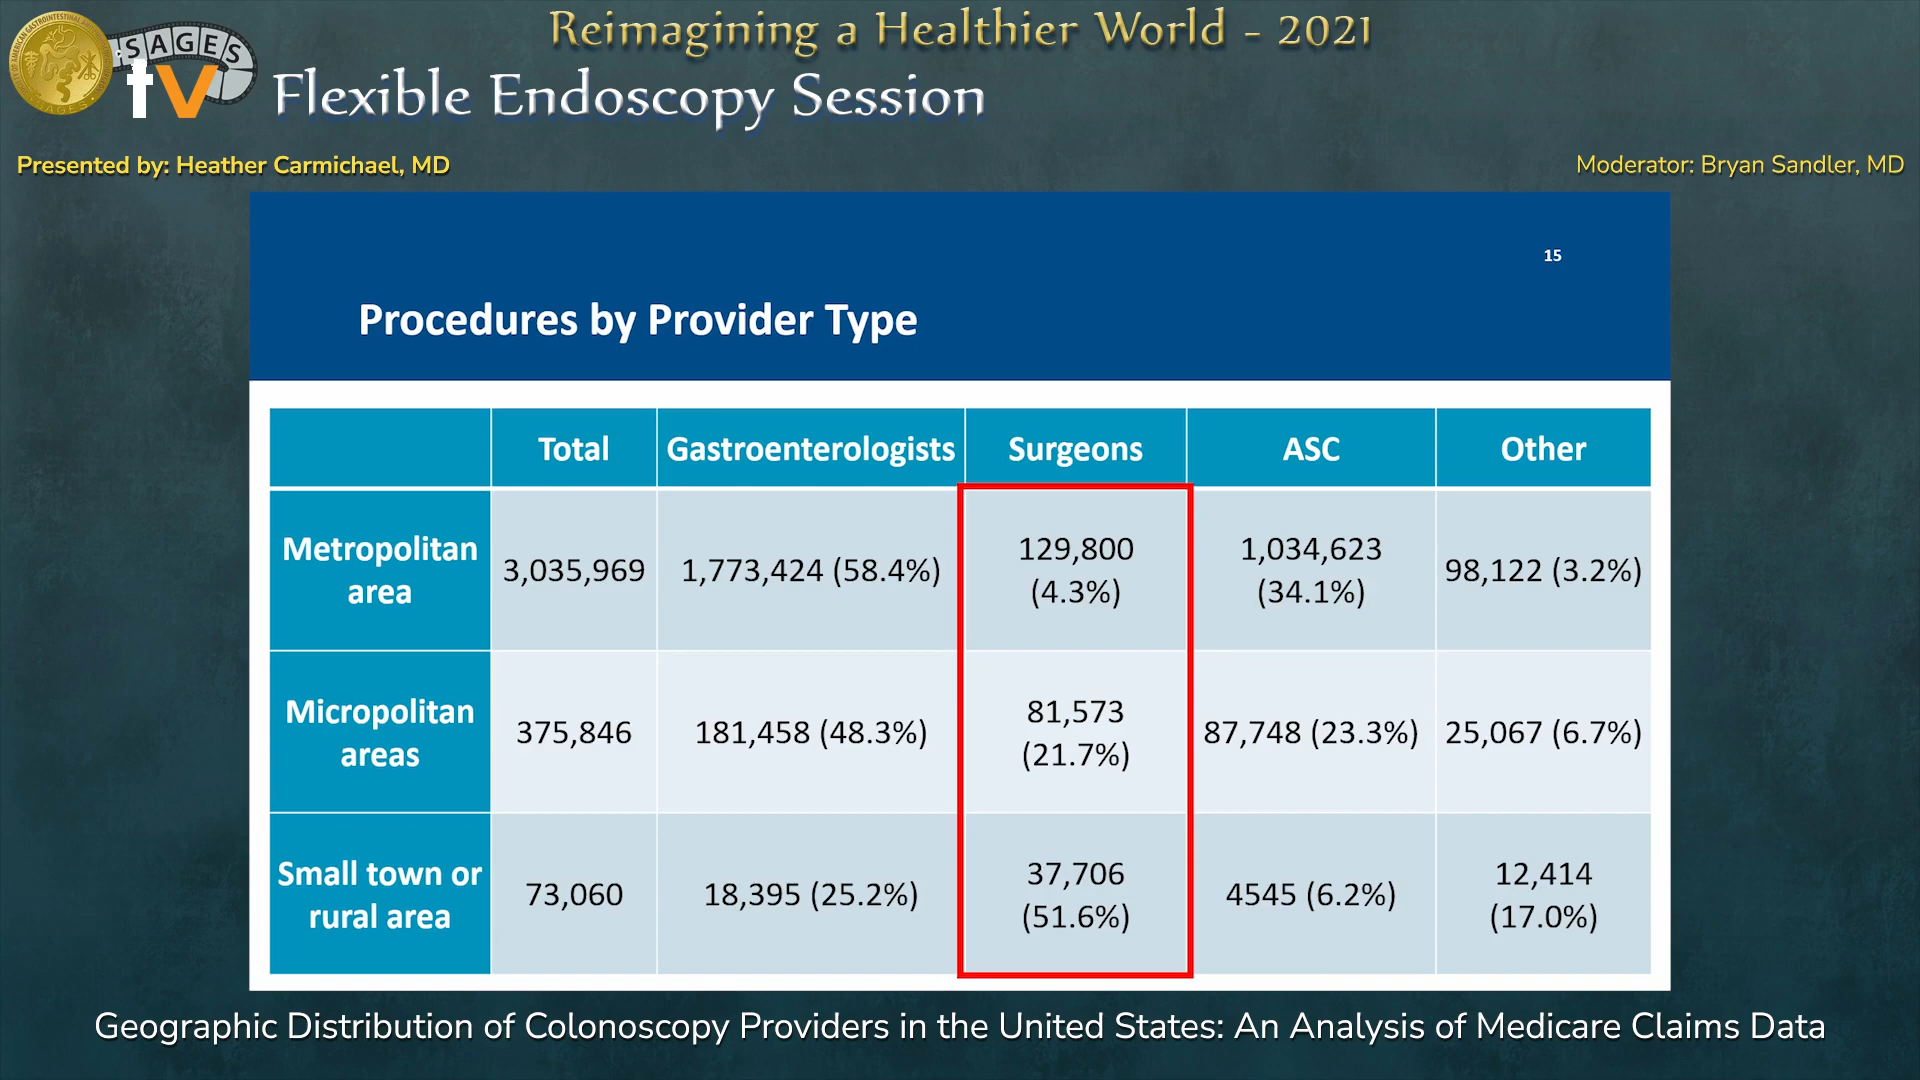 Reimagining a Healthier World - 2021
SAGES
tv
Flexible Endoscopy Session
Presented by: Heather Carmichael, MD
Moderator: Bryan Sandler, MD
15
Procedures by Provider Type
Total Gastroenterologists Surgeons ASC Other
Metropolitan area 3,035,969 1,773,424 (58.4%) 129,800 (4.3%) 1,034,623 (34.1%) 98,122 (3.2%)
Micropolitan areas 375,846 181,458 (48.3%) 81,573 (21.7%) 87,748 (23.3%) 25,067 (6.7%)
Small town or rural area 73,060 18,395 (25.2%) 37,706 (51.6%) 4545 (6.2%) 12,414 (17.0%)
Geographic Distribution of Colonoscopy Providers in the United States: An Analysis of Medicare Claims Data